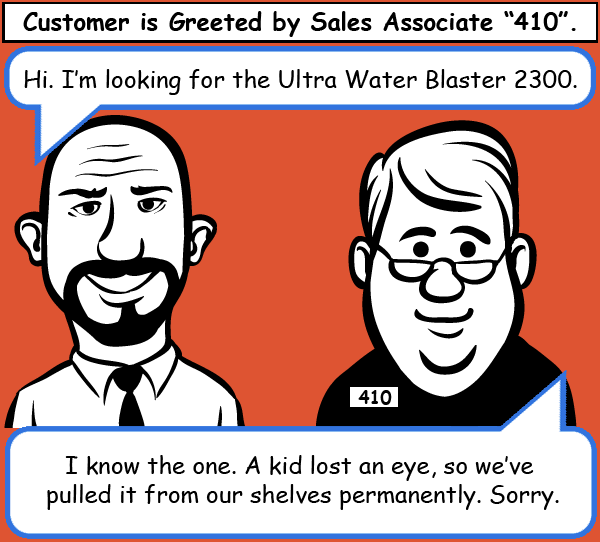 Customer is Greeted by Sales Associate “410”.
Hi. I’m looking for the Ultra Water Blaster 2300.
410
I know the one. A kid lost an eye, so we’ve
pulled it from our shelves permanently. Sorry.